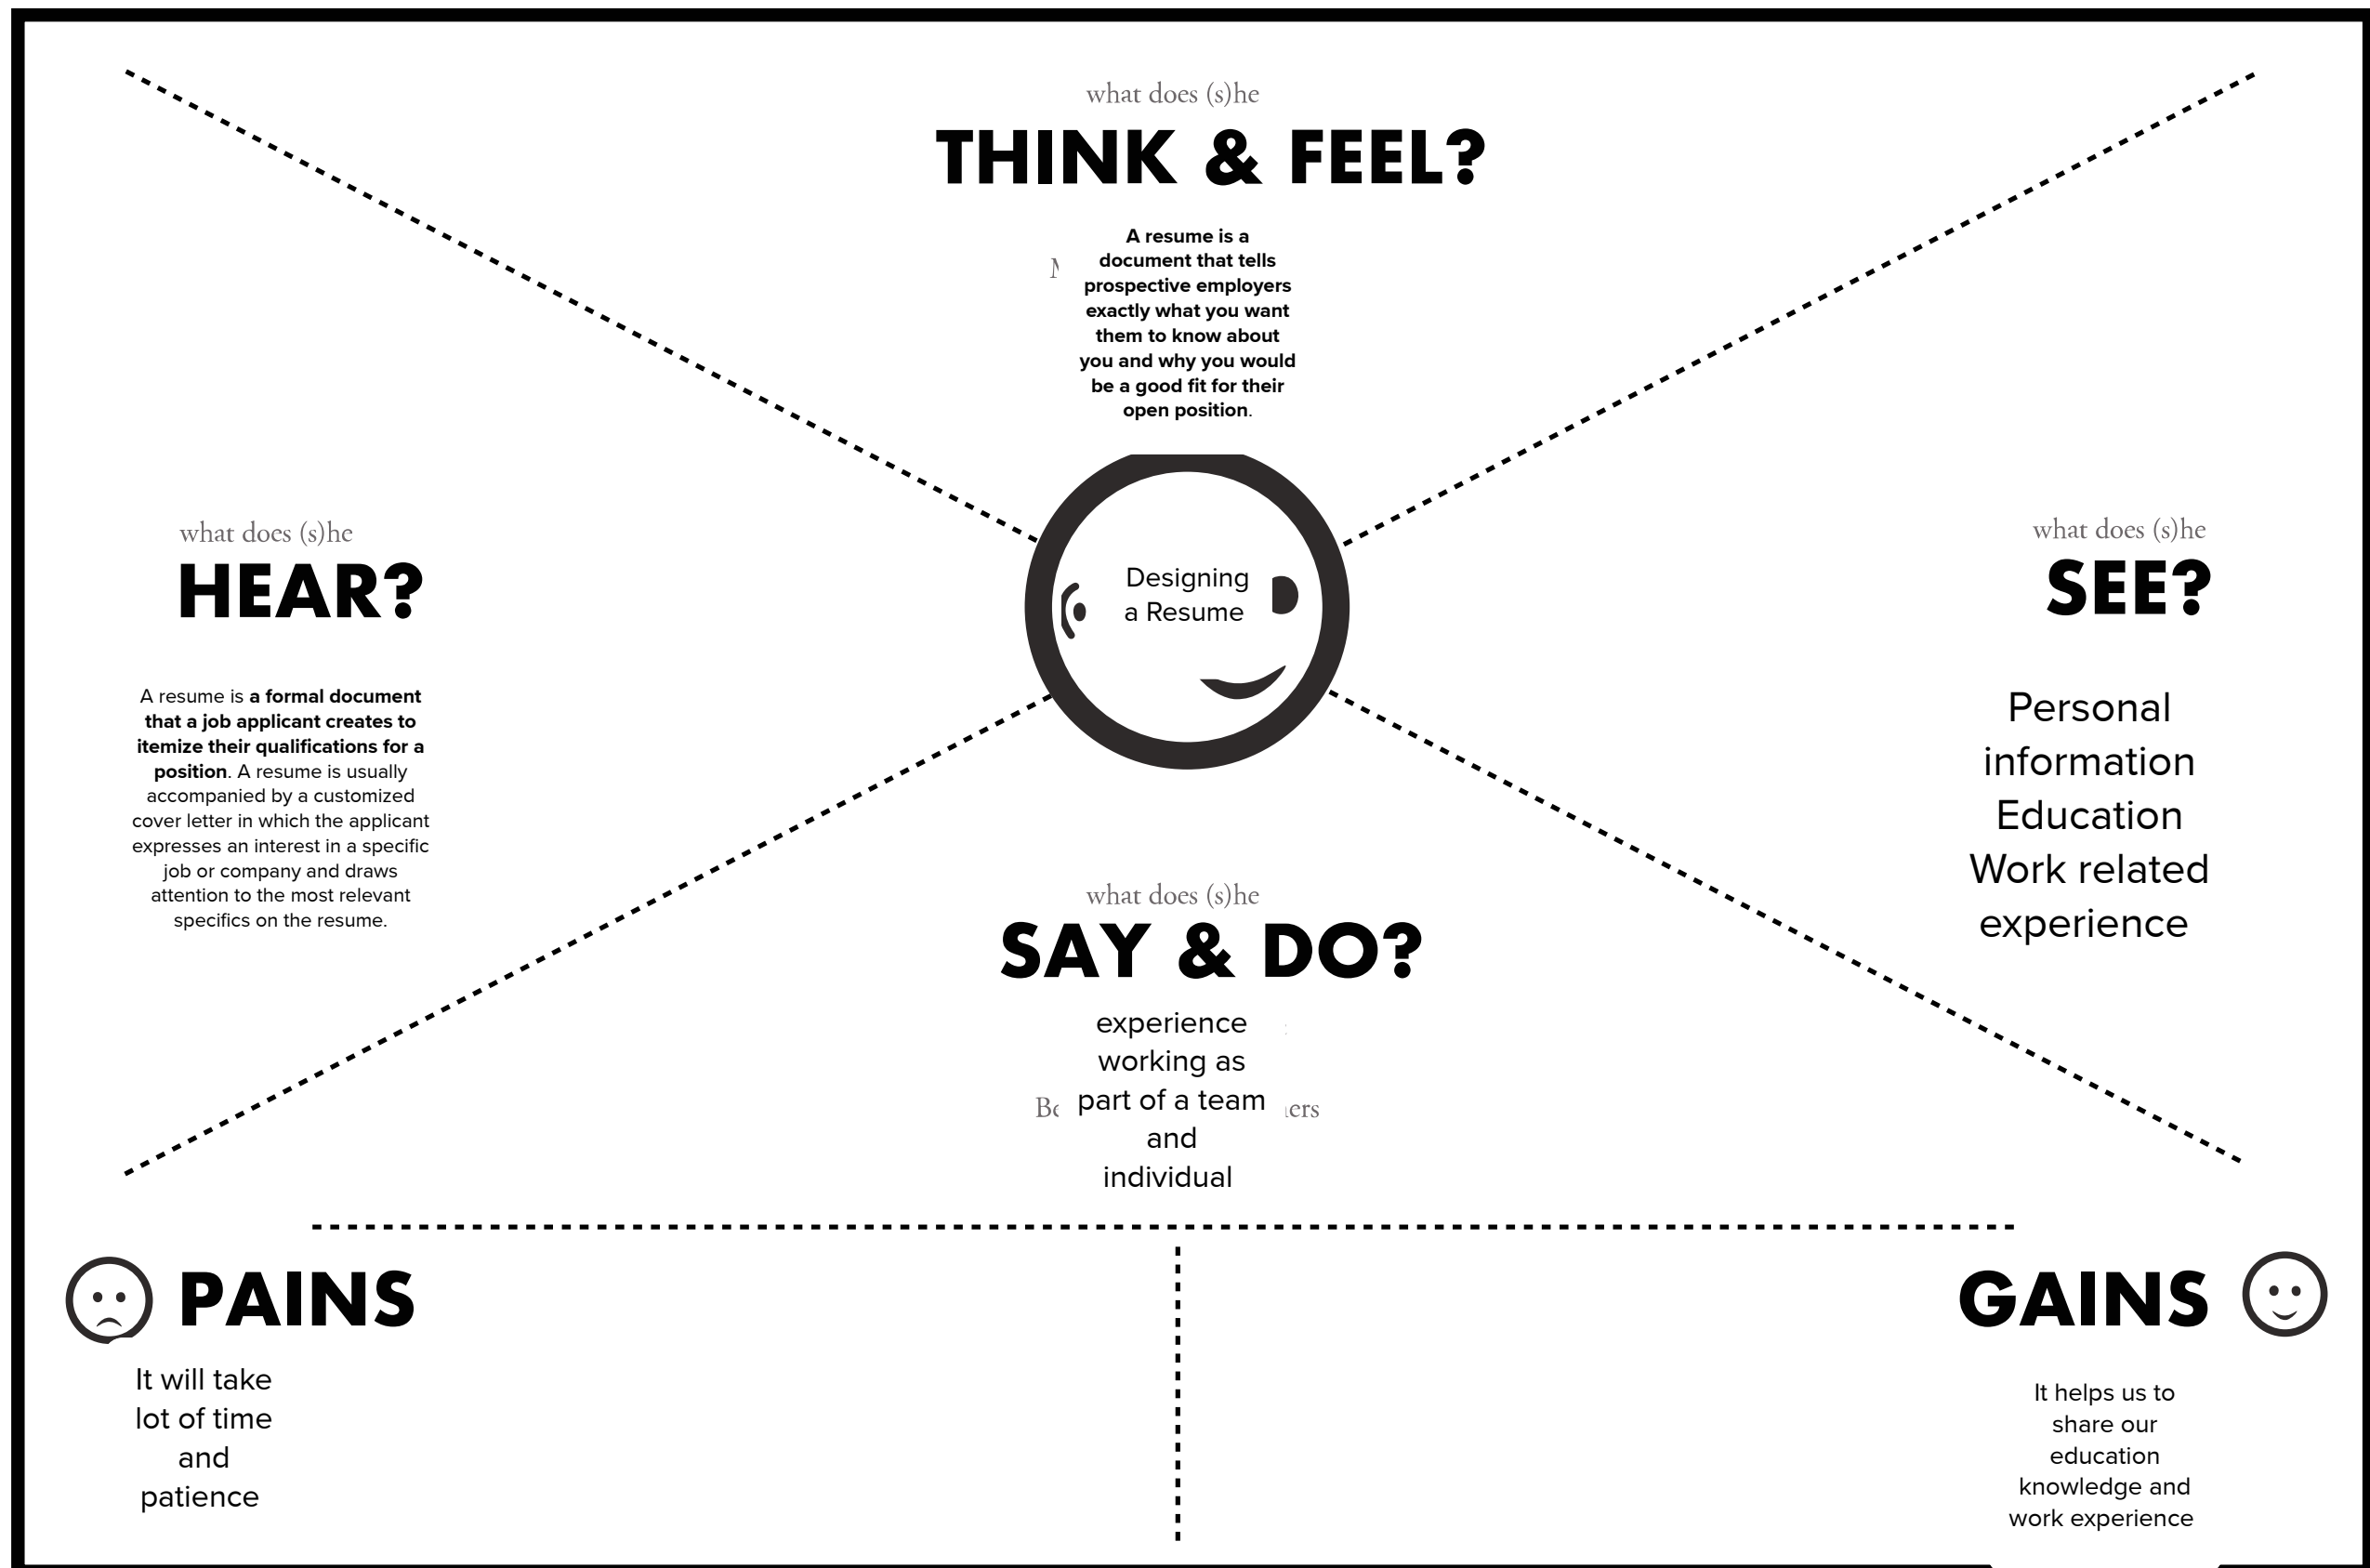 what does (s)he
THINK & FEEL?
A resume is a
document that tells
prospective employers
exactly what you want
them to know about
you and why you would
be a good fit for their
open position.
what does (s)he
HEAR?
A resume is a formal document
that a job applicant creates to
itemize their qualifications for a
position. A resume is usually
accompanied by a customized
cover letter in which the applicant
expresses an interest in a specific
job or company and draws
attention to the most relevant
specifics on the resume.
Designing
a Resume
what does (s)he
SEE?
Personal
information
Education
Work related
experience
what does (s)he
SAY & DO?
experience
working as
part of a team
and
individual
PAINS
It will take
lot of time
and
patience
GAINS
It helps us to
share our
education
knowledge and
work experience